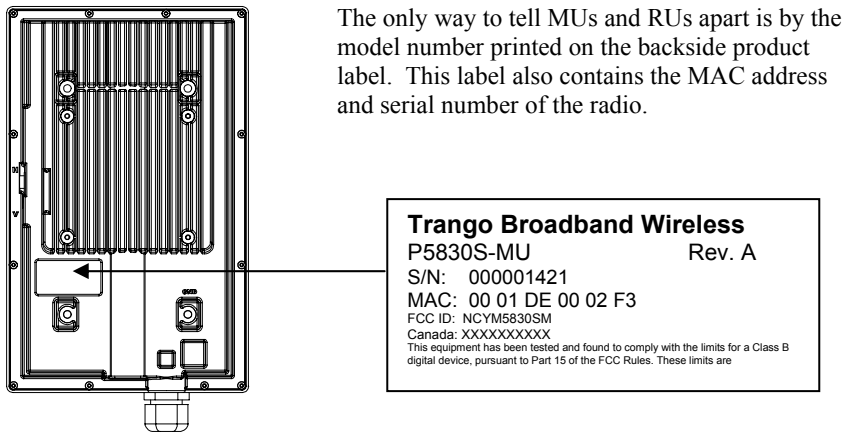 The only way to tell MUs and RUs apart is by the
model number printed on the backside product
label.  This label also contains the MAC address
and serial number of the radio.
H
V
GND
Trango Broadband Wireless
P5830S-MU Rev. A
S/N: 000001421
MAC: 00 01 DE 00 02 F3
FCC ID: NCYM5830SM
Canada: XXXXXXXXXX
This equipment has been tested and found to comply with the limits for a Class B
digital device, pursuant to Part 15 of the FCC Rules. These limits are